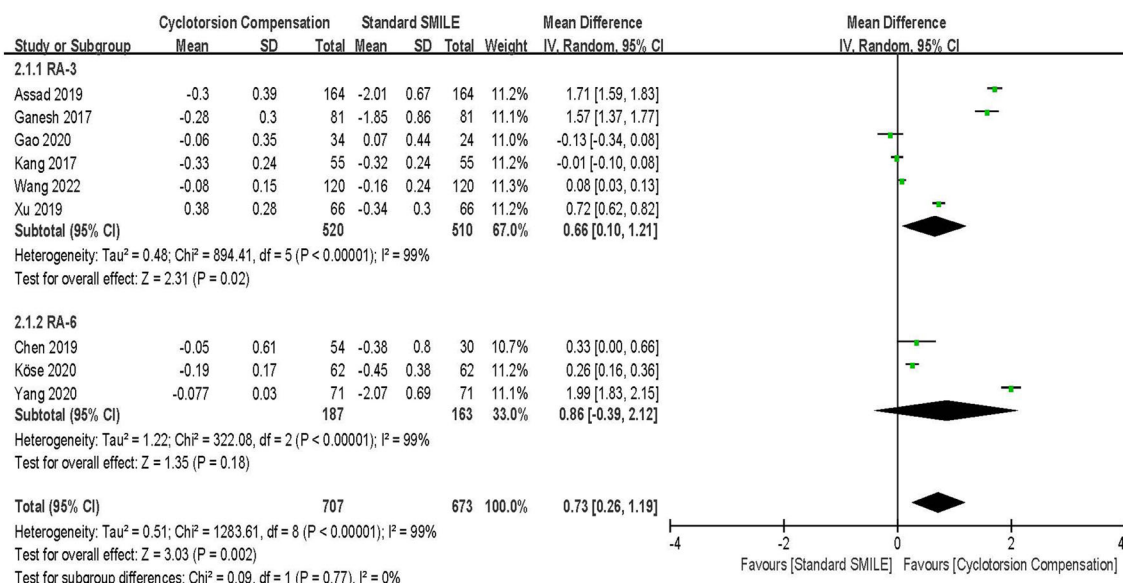 Cyclotorsion Compensation Standard SMILE Mean Difference Mean Difference
Study or Subgroup Mean SD Total Mean SD Total Weight IV, Random, 95% CI IV, Random, 95% CI
2.1.1 RA-3
Assad 2019 -0.3 0.39 164 -2.01 0.67 164 11.2% 1.71 [1.59, 1.83]
Ganesh 2017 -0.28 0.3 81 -1.85 0.86 81 11.1% 1.57 [1.37, 1.77]
Gao 2020 -0.06 0.35 34 0.07 0.44 24 11.1% -0.13 [-0.34, 0.08]
Kang 2017 -0.33 0.24 55 -0.32 0.24 55 11.2% -0.01 [-0.10, 0.08]
Wang 2022 -0.08 0.15 120 -0.16 0.24 120 11.3% 0.08 [0.03, 0.13]
Xu 2019 0.38 0.28 66 -0.34 0.3 66 11.2% 0.72 [0.62, 0.82]
Subtotal (95% CI) 520 510 67.0% 0.66 [0.10, 1.21]
Heterogeneity: Tau² = 0.48; Chi² = 894.41, df = 5 (P < 0.00001); I² = 99%
Test for overall effect: Z = 2.31 (P = 0.02)
2.1.2 RA-6
Chen 2019 -0.05 0.61 54 -0.38 0.8 30 10.7% 0.33 [0.00, 0.66]
Köse 2020 -0.19 0.17 62 -0.45 0.38 62 11.2% 0.26 [0.16, 0.36]
Yang 2020 -0.077 0.03 71 -2.07 0.69 71 11.1% 1.99 [1.83, 2.15]
Subtotal (95% CI) 187 163 33.0% 0.86 [-0.39, 2.12]
Heterogeneity: Tau² = 1.22; Chi² = 322.08, df = 2 (P < 0.00001); I² = 99%
Test for overall effect: Z = 1.35 (P = 0.18)
Total (95% CI) 707 673 100.0% 0.73 [0.26, 1.19]
Heterogeneity: Tau² = 0.51; Chi² = 1283.61, df = 8 (P < 0.00001); I² = 99%
Test for overall effect: Z = 3.03 (P = 0.002)
Test for subgroup differences: Chi² = 0.09, df = 1 (P = 0.77), I² = 0%
-4 -2 0 2 4
Favours [Standard SMILE] Favours [Cyclotorsion Compensation]